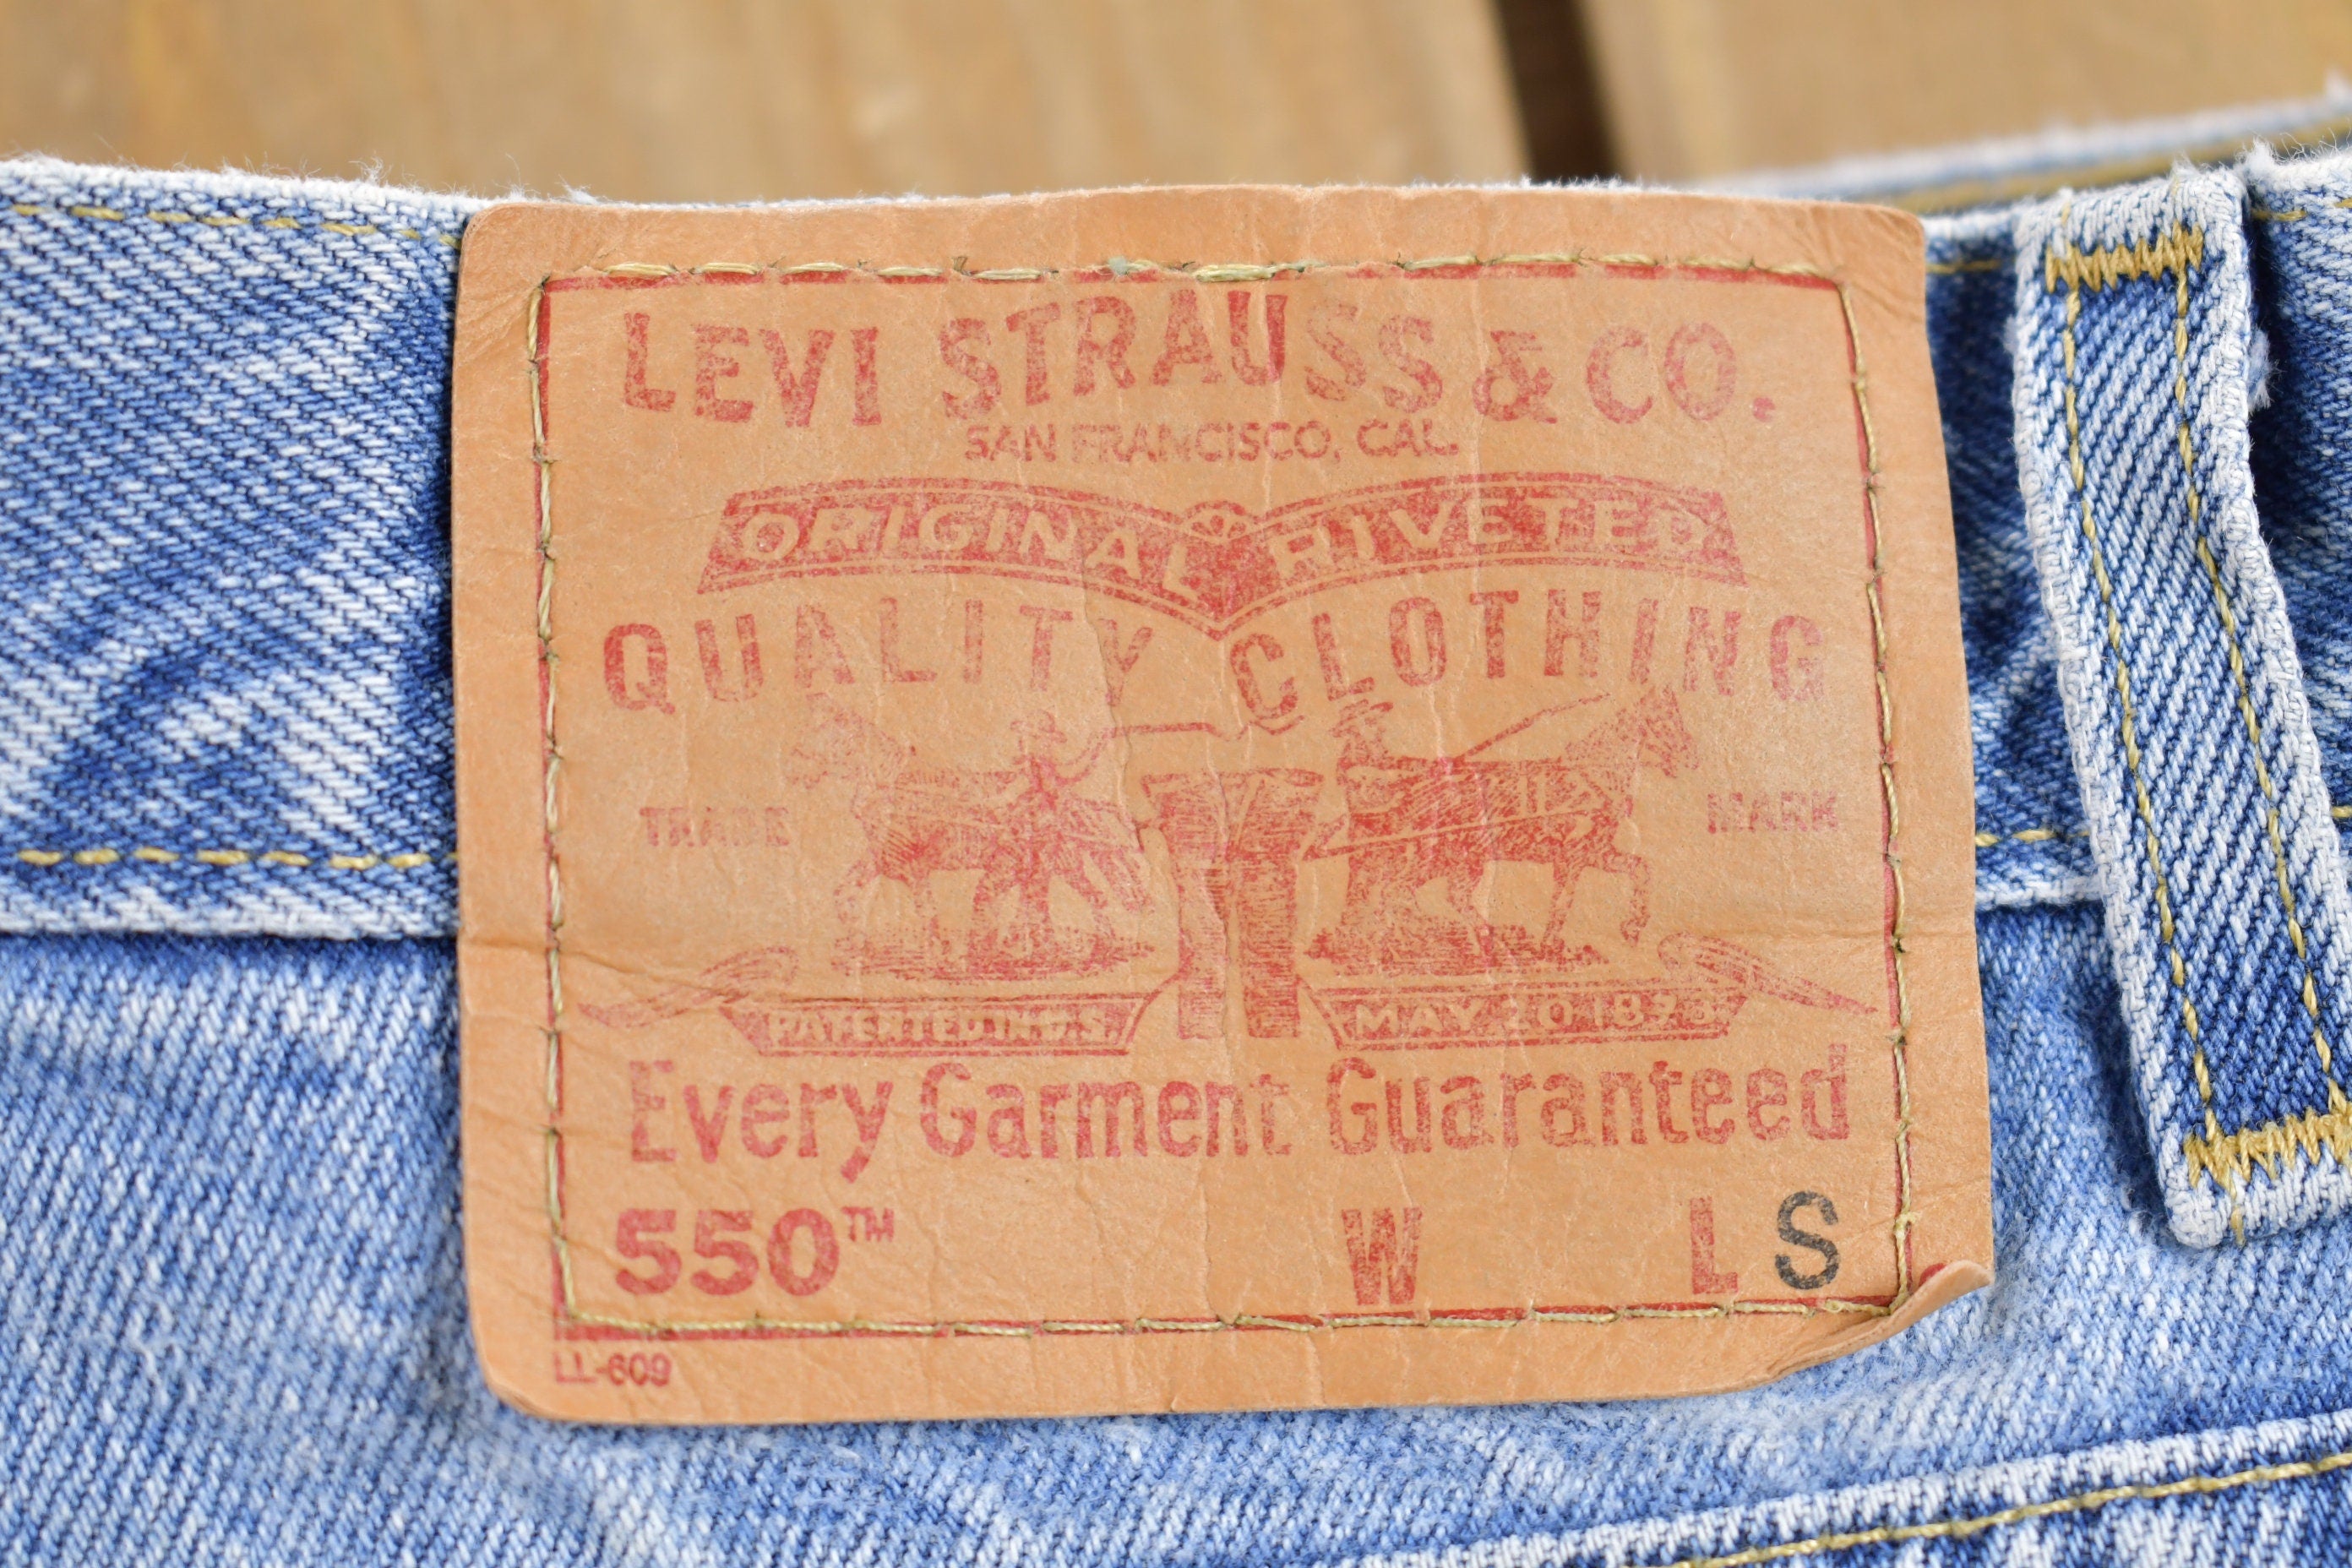 LEVI STRAUSS & CO.
SAN FRANCISCO, CAL.
ORIGINAL RIVETED
QUALITY CLOTHING
TRADE MARK
PATENTED IN U.S. MAY 20 1873
Every Garment Guaranteed
550™ W L S
LL-609